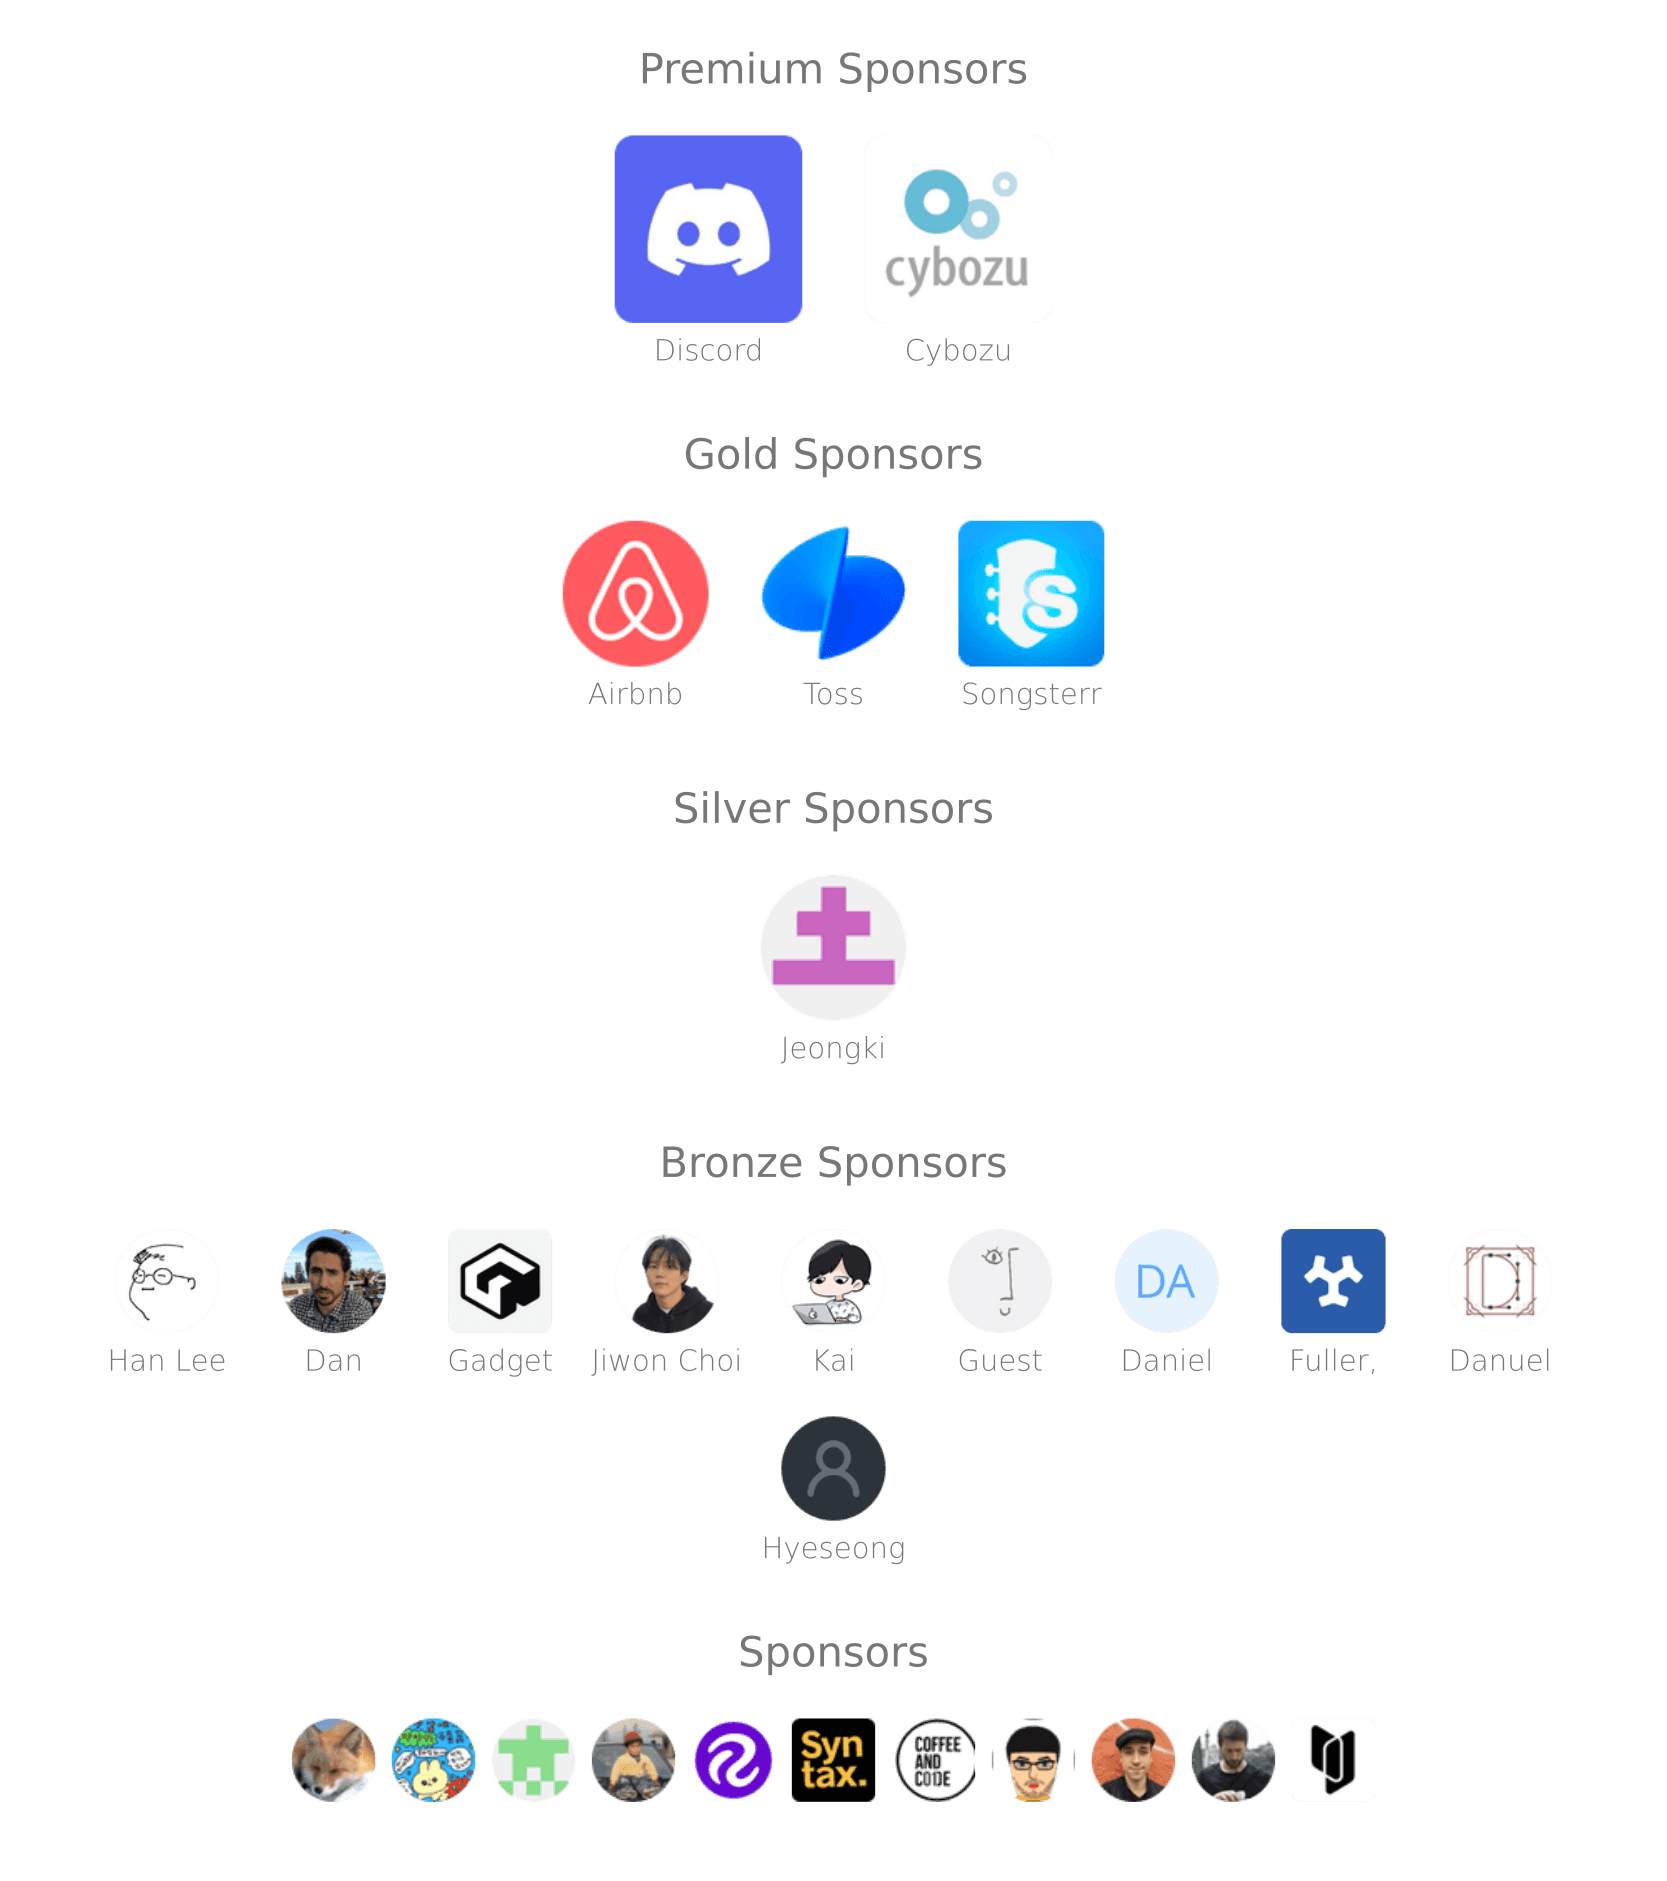 Premium Sponsors
cybozu
Discord Cybozu
Gold Sponsors
S
Airbnb Toss Songsterr
Silver Sponsors
Jeongki
Bronze Sponsors
DA
Han Lee Dan Gadget Jiwon Choi Kai Guest Daniel Fuller, Danuel
Hyeseong
Sponsors
Syn
tax.
COFFEE
AND
CODE